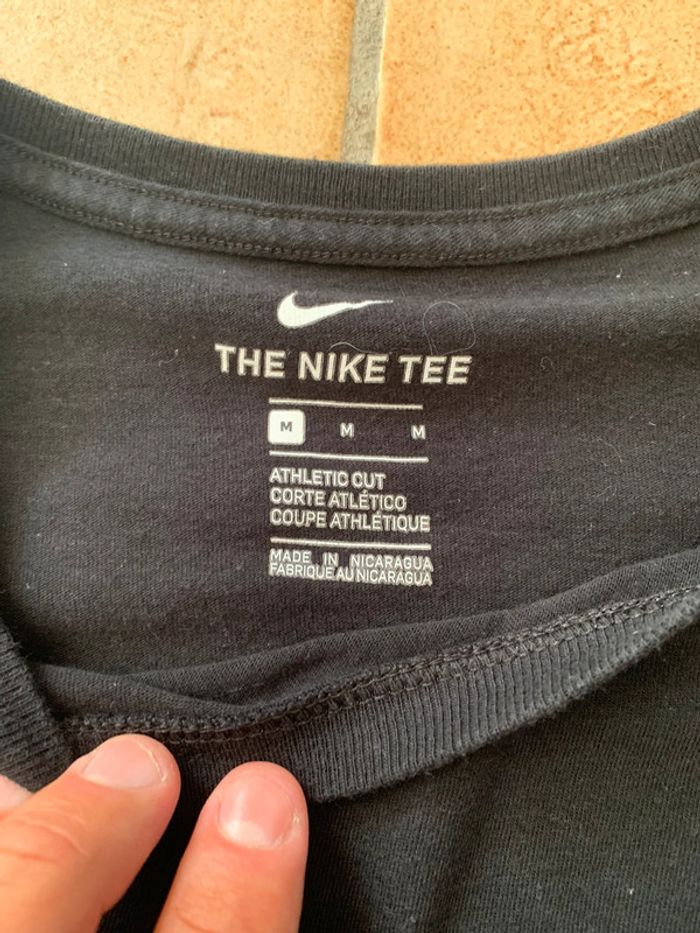 THE NIKE TEE
M M M
ATHLETIC CUT
CORTE ATLÉTICO
COUPE ATHLÉTIQUE
MADE IN NICARAGUA
FABRIQUE AU NICARAGUA